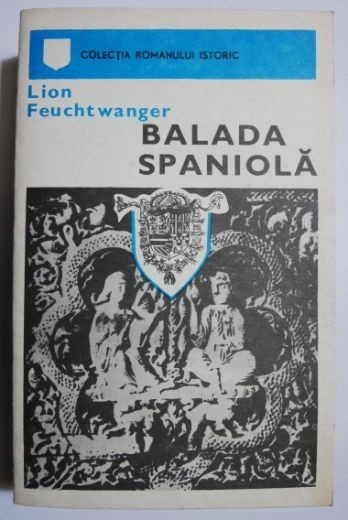 COLECȚIA ROMANULUI ISTORIC
Lion
Feuchtwanger
BALADA
SPANIOLĂ